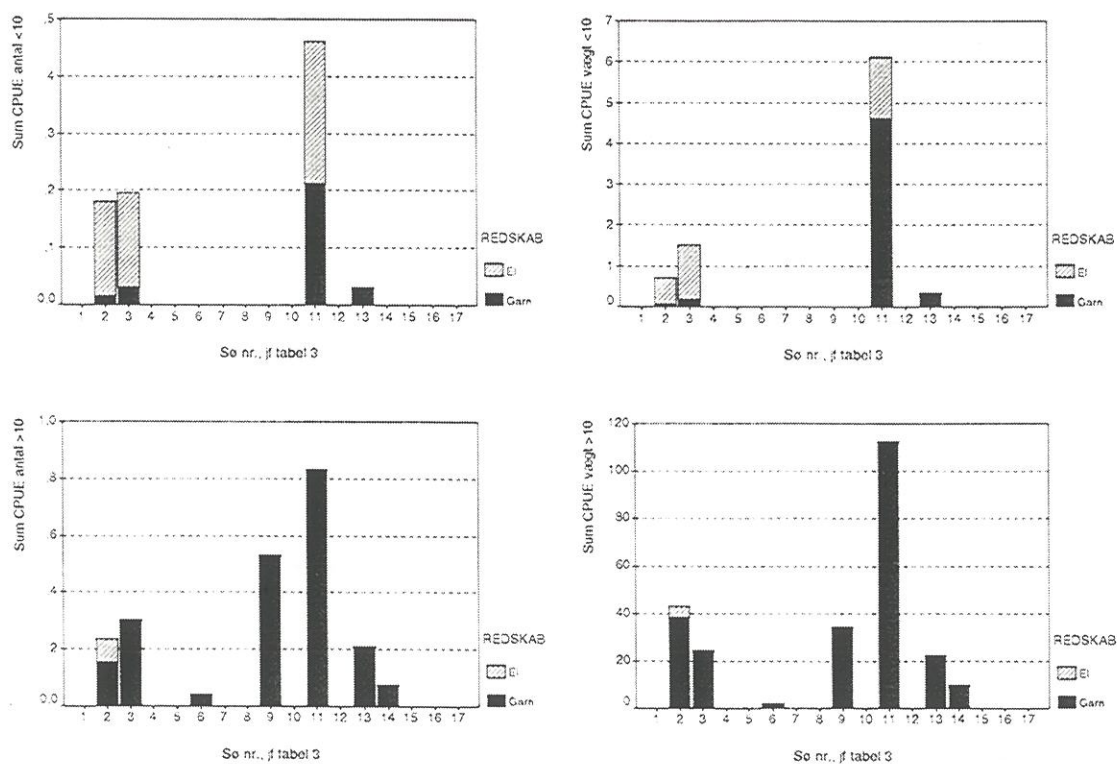 Sum CPUE antal <10
.5
.4
.3
.2
.1
0.0
1 2 3 4 5 6 7 8 9 10 11 12 13 14 15 16 17
Sø nr., jf tabel 3
REDSKAB
El
Garn
Sum CPUE vægt <10
7
6
5
4
3
2
1
0
1 2 3 4 5 6 7 8 9 10 11 12 13 14 15 16 17
Sø nr., jf tabel 3
REDSKAB
El
Garn
Sum CPUE antal >10
1.0
.8
.6
.4
.2
0.0
1 2 3 4 5 6 7 8 9 10 11 12 13 14 15 16 17
Sø nr., jf tabel 3
REDSKAB
El
Garn
Sum CPUE vægt >10
120
100
80
60
40
20
0
1 2 3 4 5 6 7 8 9 10 11 12 13 14 15 16 17
Sø nr., jf tabel 3
REDSKAB
El
Garn